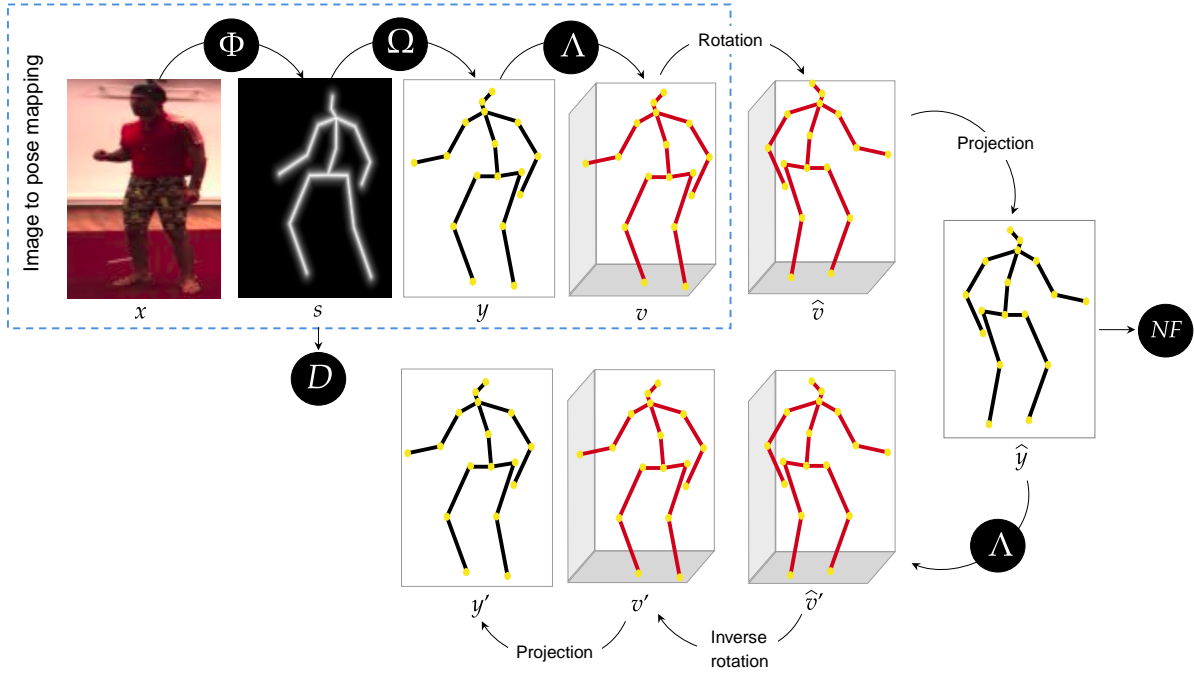 Image to pose mapping
Φ
Ω
Λ
Rotation
x
s
y
v
v̂
Projection
D
NF
ŷ
Λ
y′
v′
v̂′
Projection
Inverse
rotation